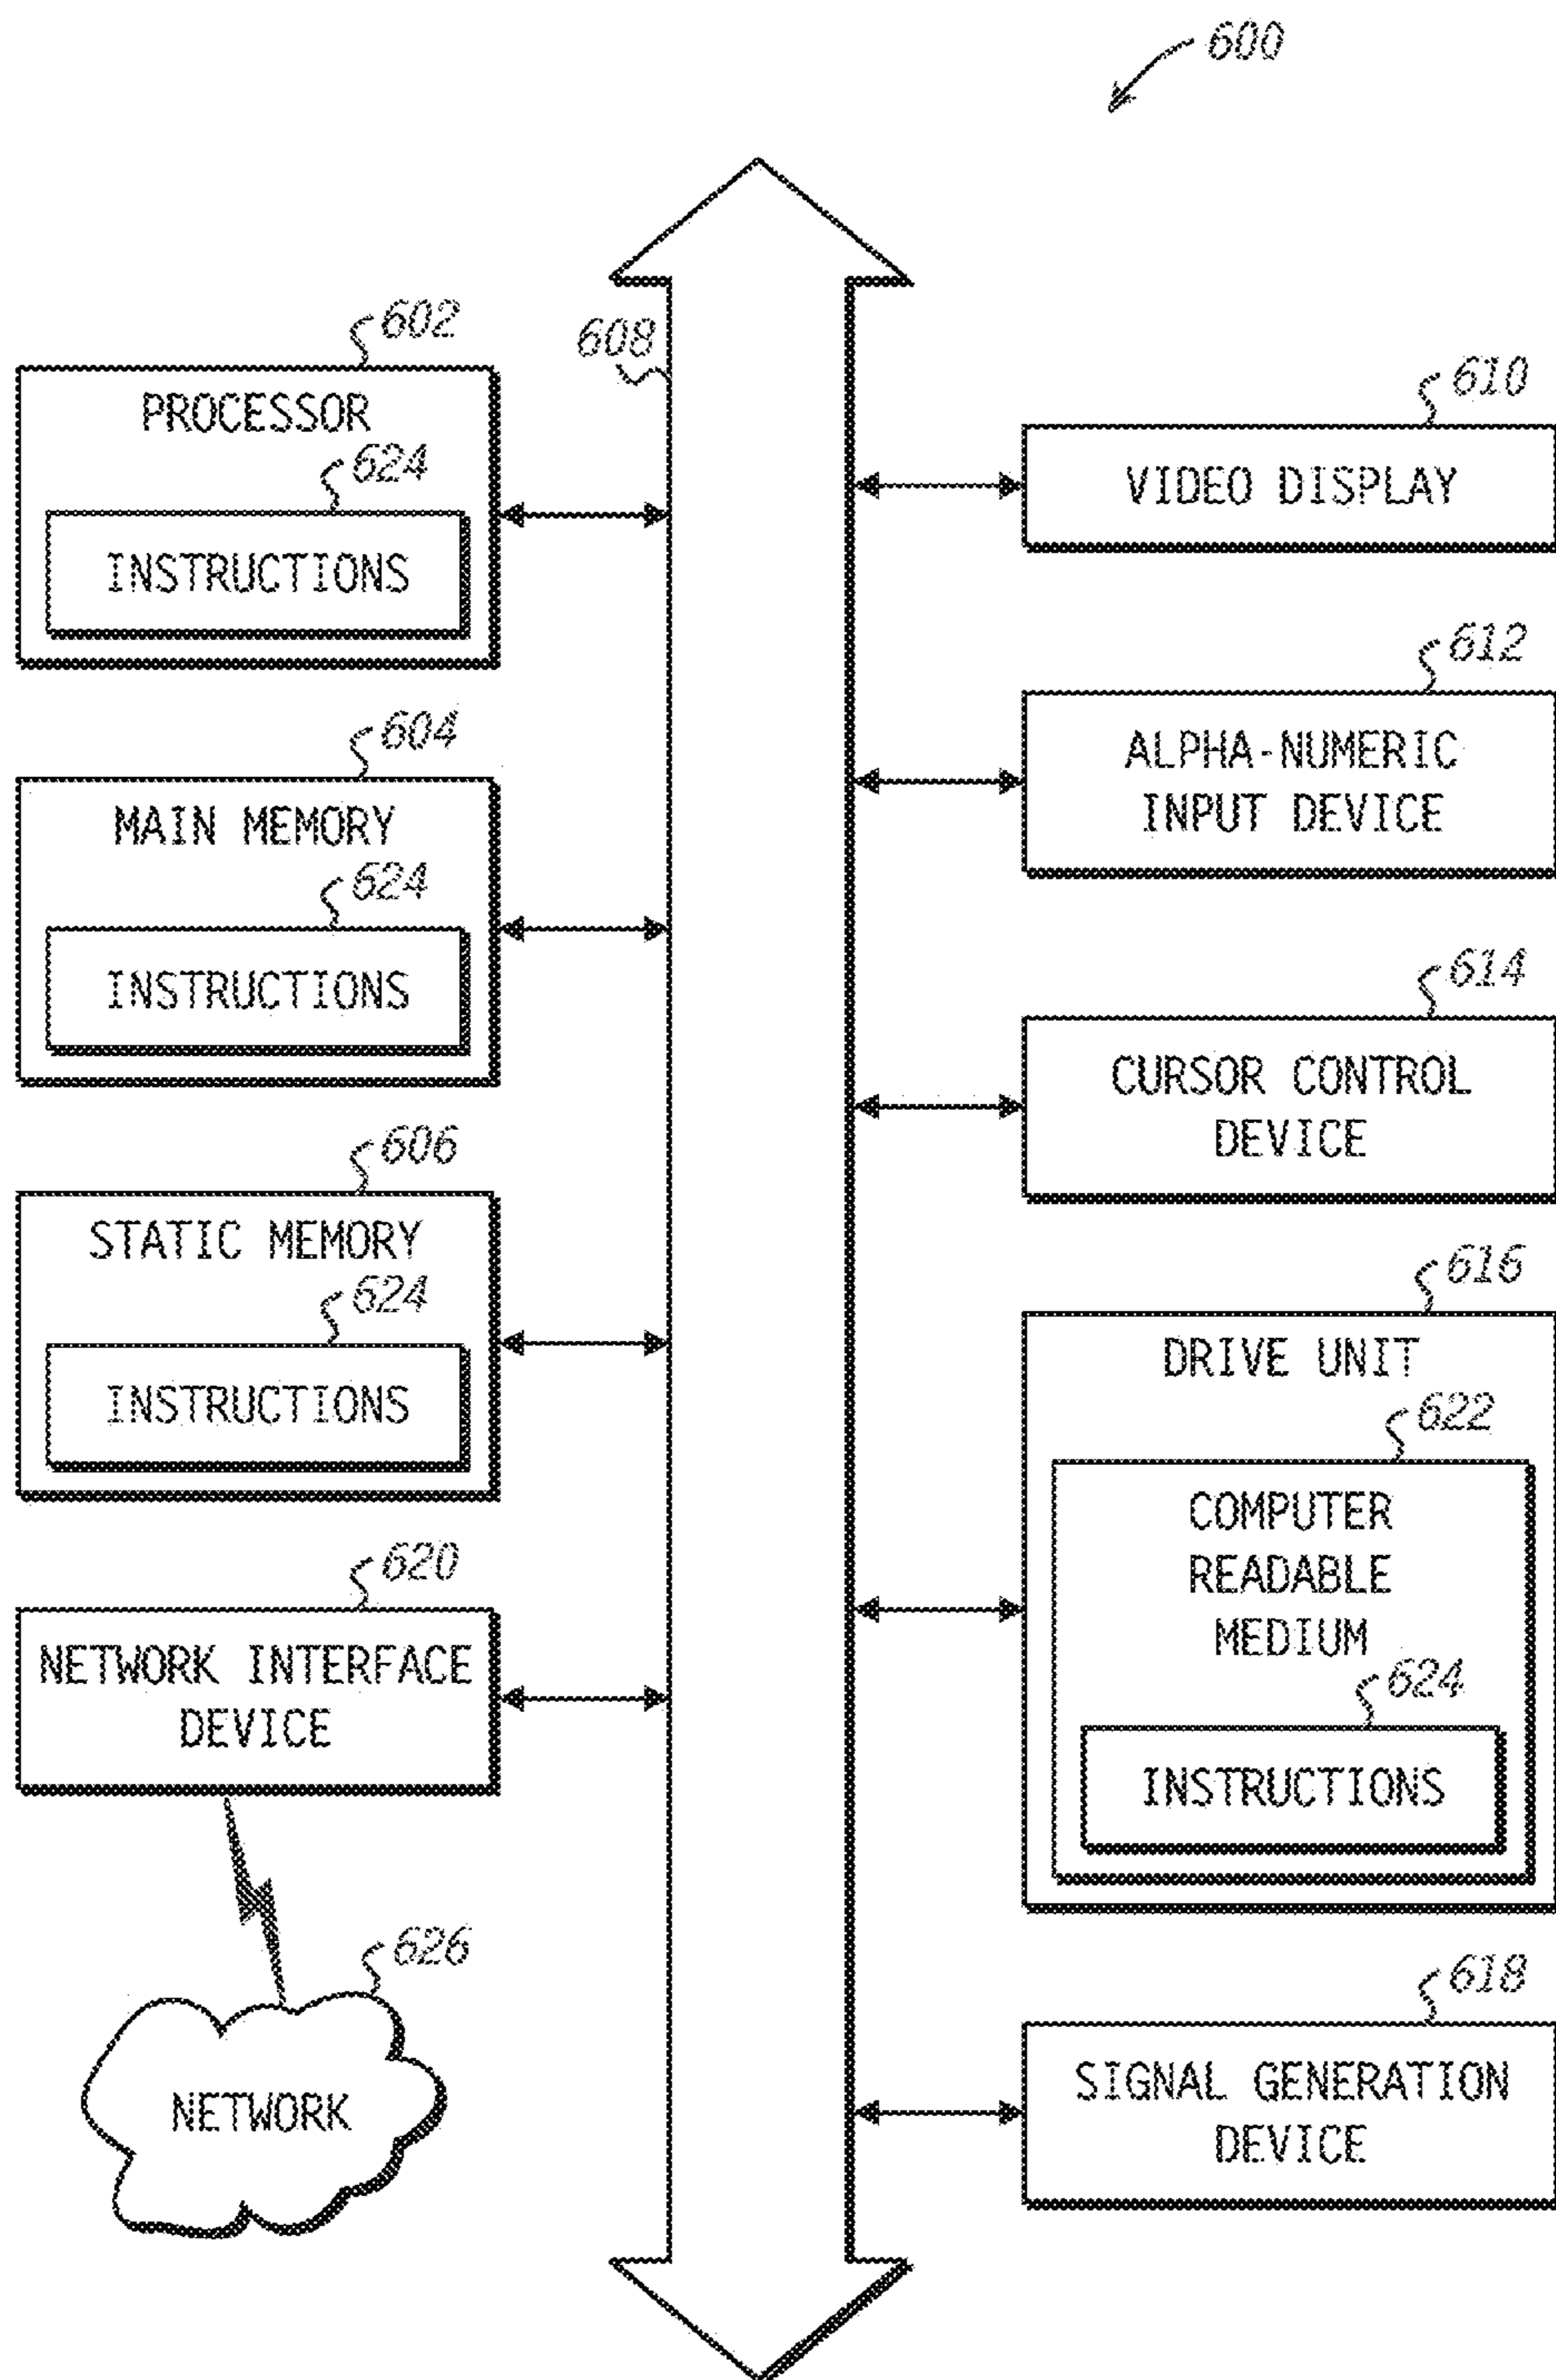 600
602
PROCESSOR
624
INSTRUCTIONS
604
MAIN MEMORY
624
INSTRUCTIONS
606
STATIC MEMORY
624
INSTRUCTIONS
620
NETWORK INTERFACE
DEVICE
626
NETWORK
608
610
VIDEO DISPLAY
612
ALPHA-NUMERIC
INPUT DEVICE
614
CURSOR CONTROL
DEVICE
616
DRIVE UNIT
622
COMPUTER
READABLE
MEDIUM
624
INSTRUCTIONS
618
SIGNAL GENERATION
DEVICE